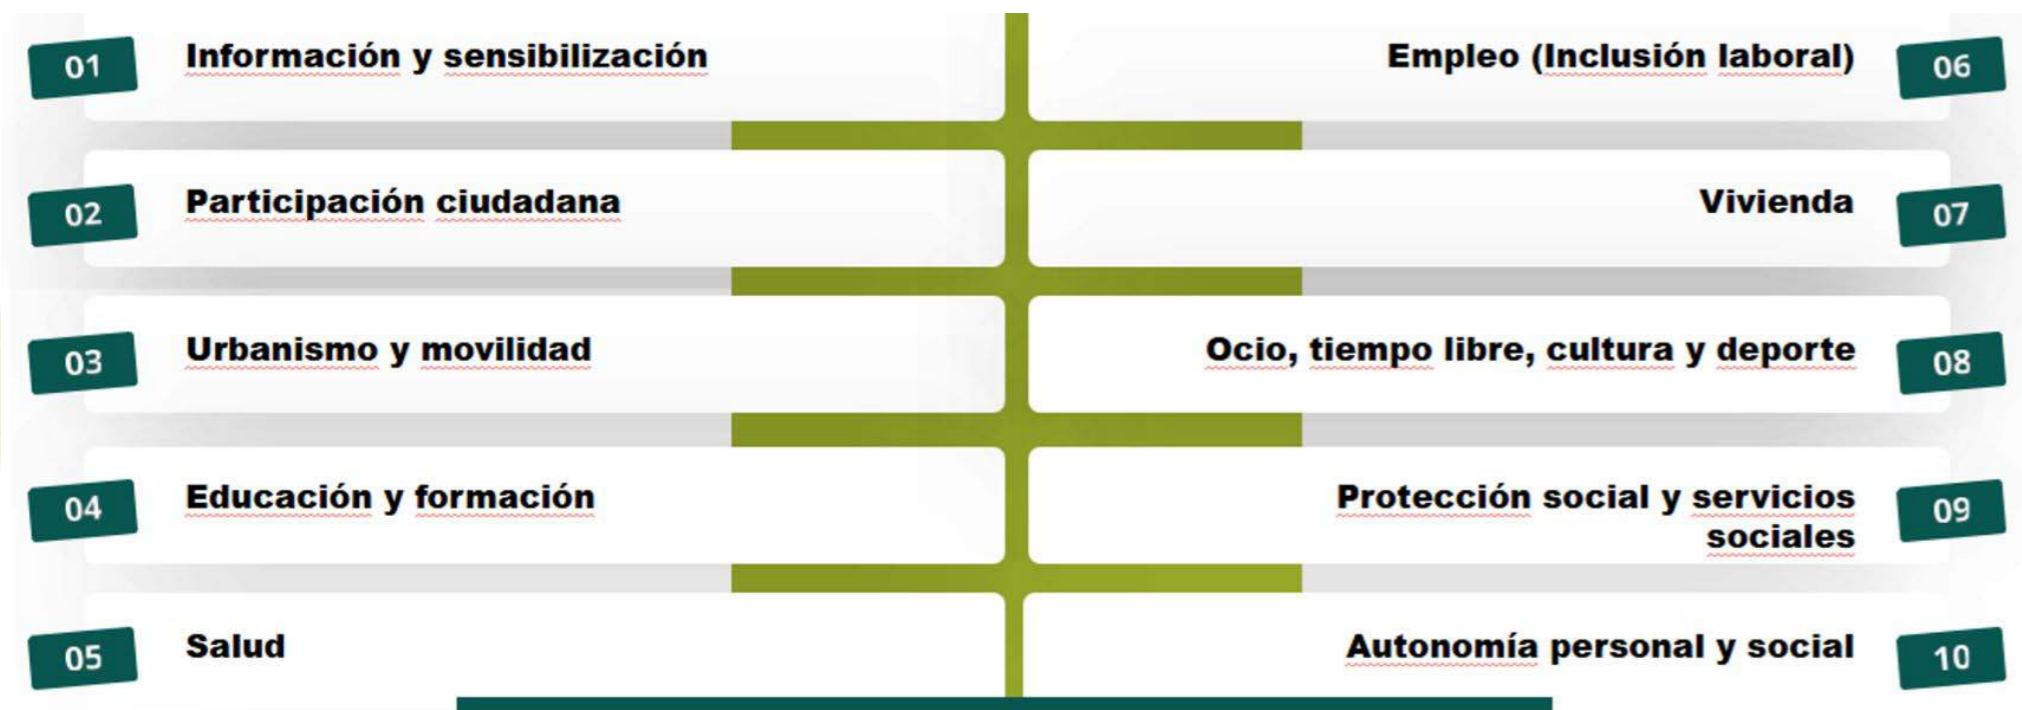 01
Información y sensibilización
02
Participación ciudadana
03
Urbanismo y movilidad
04
Educación y formación
05
Salud
Empleo (Inclusión laboral)
06
Vivienda
07
Ocio, tiempo libre, cultura y deporte
08
Protección social y servicios
sociales
09
Autonomía personal y social
10